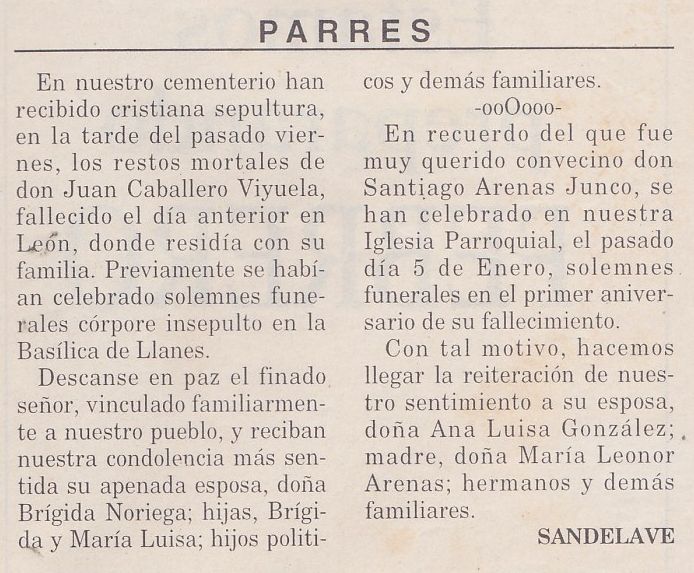 PARRES
En nuestro cementerio han
recibido cristiana sepultura,
en la tarde del pasado vier-
nes, los restos mortales de
don Juan Caballero Viyuela,
fallecido el día anterior en
León, donde residía con su
familia. Previamente se habí-
an celebrado solemnes fune-
rales córpore insepulto en la
Basílica de Llanes.
Descanse en paz el finado
señor, vinculado familiarmen-
te a nuestro pueblo, y reciban
nuestra condolencia más sen-
tida su apenada esposa, doña
Brígida Noriega; hijas, Brígi-
da y María Luisa; hijos políti-
cos y demás familiares.
-ooOooo-
En recuerdo del que fue
muy querido convecino don
Santiago Arenas Junco, se
han celebrado en nuestra
Iglesia Parroquial, el pasado
día 5 de Enero, solemnes
funerales en el primer aniver-
sario de su fallecimiento.
Con tal motivo, hacemos
llegar la reiteración de nues-
tro sentimiento a su esposa,
doña Ana Luisa González;
madre, doña María Leonor
Arenas; hermanos y demás
familiares.
SANDELAVE